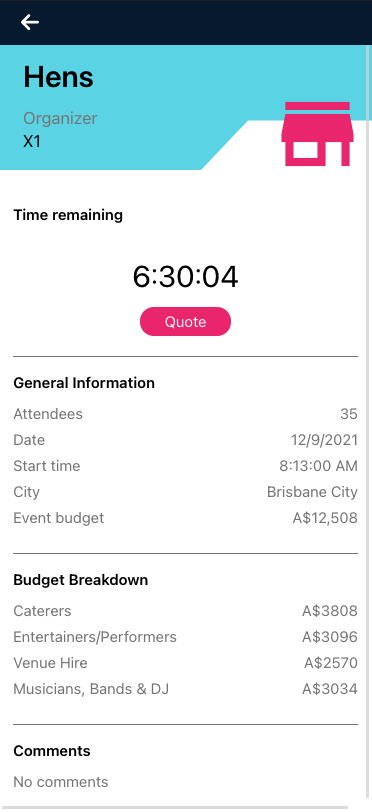 Hens
Organizer
X1
Time remaining
6:30:04
Quote
General Information
Attendees 35
Date 12/9/2021
Start time 8:13:00 AM
City Brisbane City
Event budget A$12,508
Budget Breakdown
Caterers A$3808
Entertainers/Performers A$3096
Venue Hire A$2570
Musicians, Bands & DJ A$3034
Comments
No comments